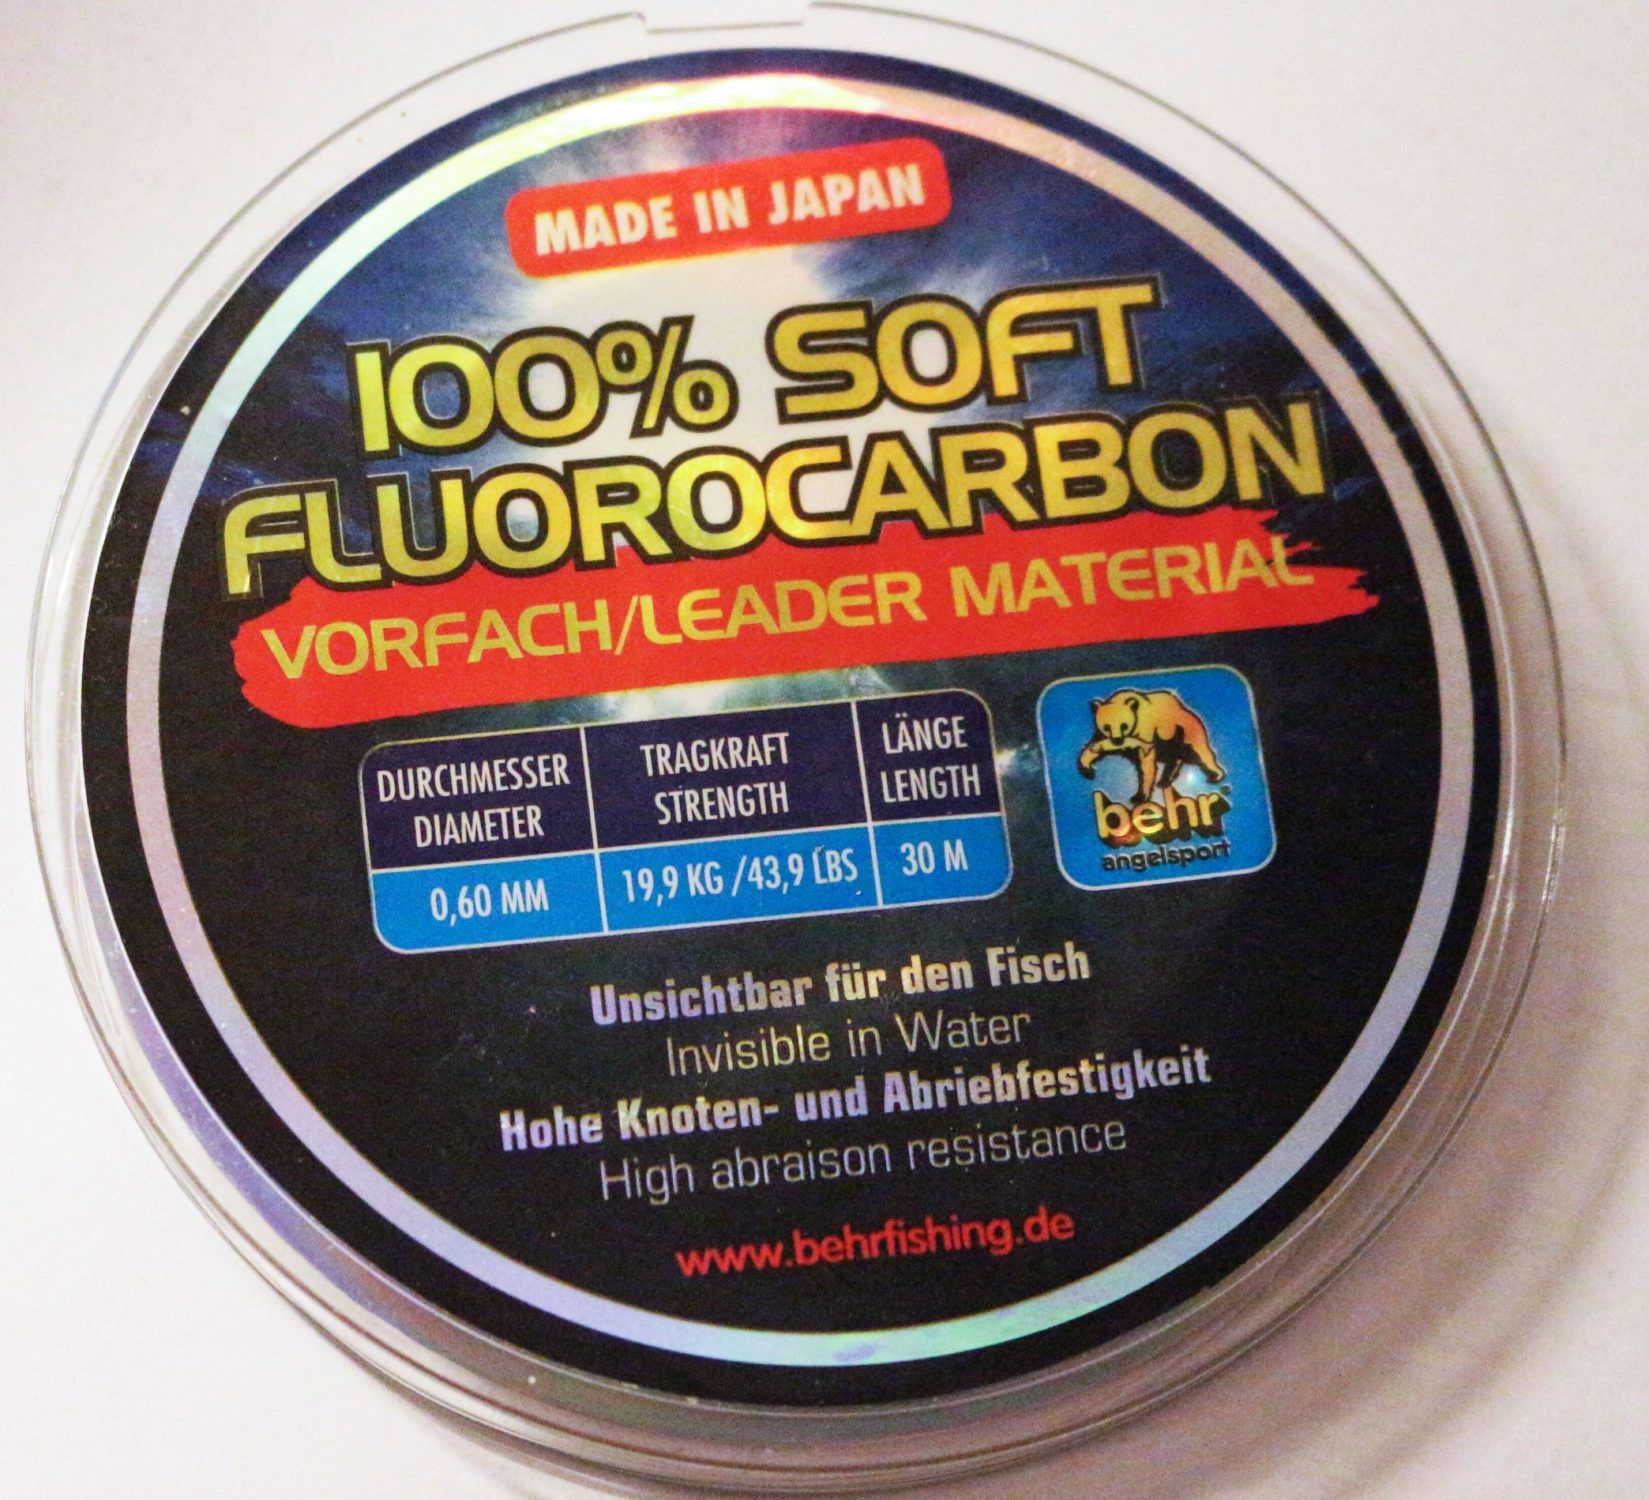 MADE IN JAPAN
100% SOFT
FLUOROCARBON
VORFACH/LEADER MATERIAL
DURCHMESSER
DIAMETER
TRAGKRAFT
STRENGTH
LÄNGE
LENGTH
0,60 MM
19,9 KG /43,9 LBS
30 M
behr®
angelsport
Unsichtbar für den Fisch
Invisible in Water
Hohe Knoten- und Abriebfestigkeit
High abraison resistance
www.behrfishing.de